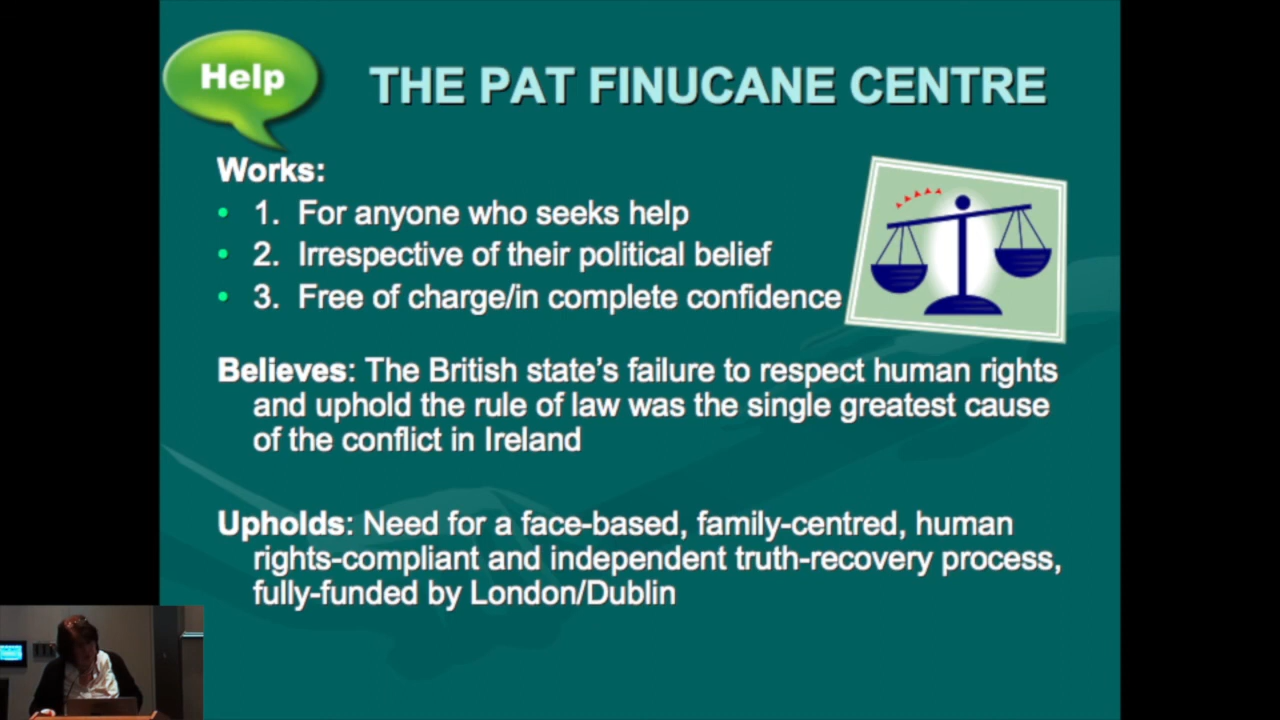 Help
THE PAT FINUCANE CENTRE
Works:
• 1. For anyone who seeks help
• 2. Irrespective of their political belief
• 3. Free of charge/in complete confidence
Believes: The British state’s failure to respect human rights
and uphold the rule of law was the single greatest cause
of the conflict in Ireland
Upholds: Need for a face-based, family-centred, human
rights-compliant and independent truth-recovery process,
fully-funded by London/Dublin